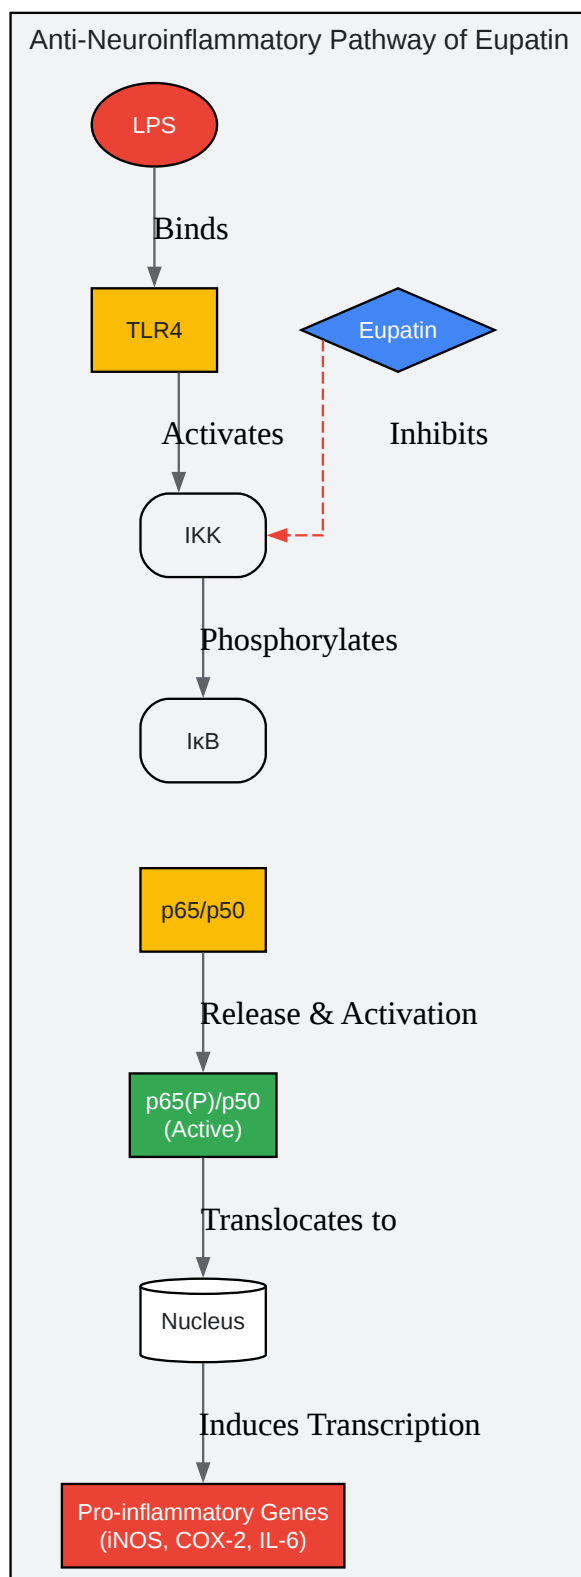 Anti-Neuroinflammatory Pathway of Eupatin
LPS
Binds
TLR4
Eupatin
Activates
Inhibits
IKK
Phosphorylates
IκB
p65/p50
Release & Activation
p65(P)/p50
(Active)
Translocates to
Nucleus
Induces Transcription
Pro-inflammatory Genes
(iNOS, COX-2, IL-6)